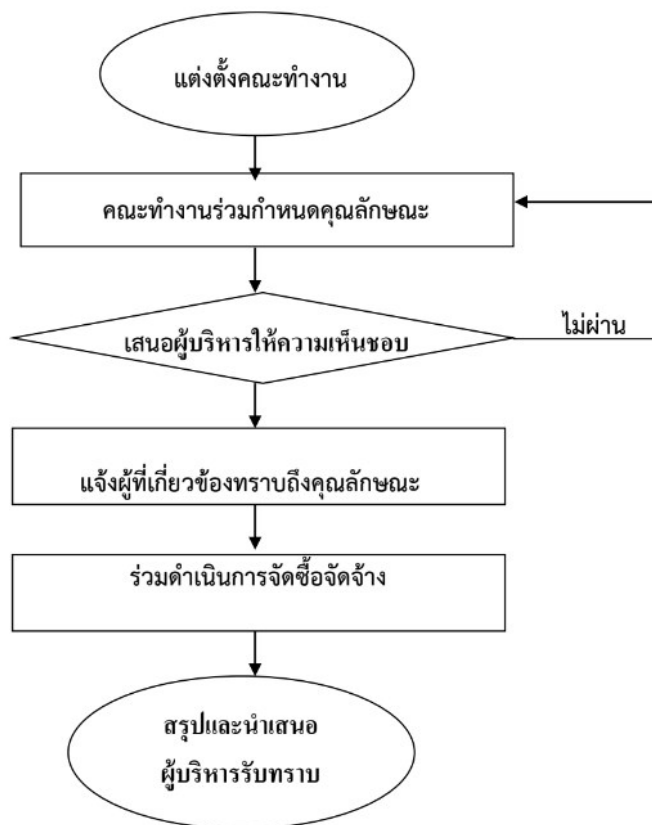 แต่งตั้งคณะทำงาน
คณะทำงานร่วมกำหนดคุณลักษณะ
เสนอผู้บริหารให้ความเห็นชอบ
ไม่ผ่าน
แจ้งผู้ที่เกี่ยวข้องทราบถึงคุณลักษณะ
ร่วมดำเนินการจัดซื้อจัดจ้าง
สรุปและนำเสนอ
ผู้บริหารรับทราบ